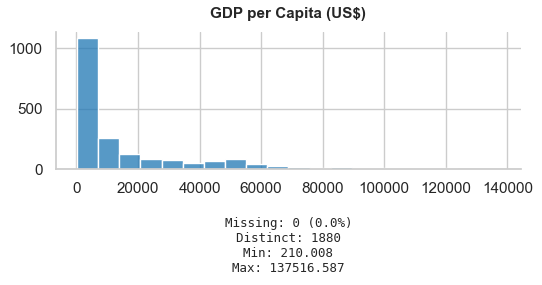 GDP per Capita (US$)
1000
500
0
0 20000 40000 60000 80000 100000 120000 140000
Missing: 0 (0.0%)
Distinct: 1880
Min: 210.008
Max: 137516.587